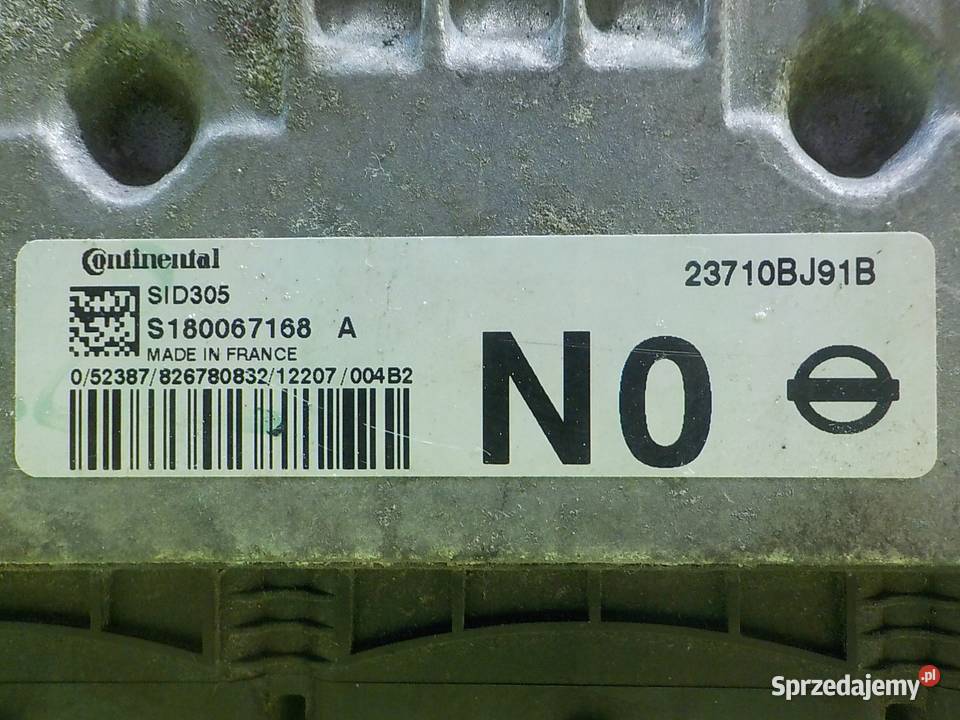 Continental
23710BJ91B
SID305
S180067168 A
MADE IN FRANCE
0/52387/826780832/12207/004B2
N0
Sprzedajemy.pl